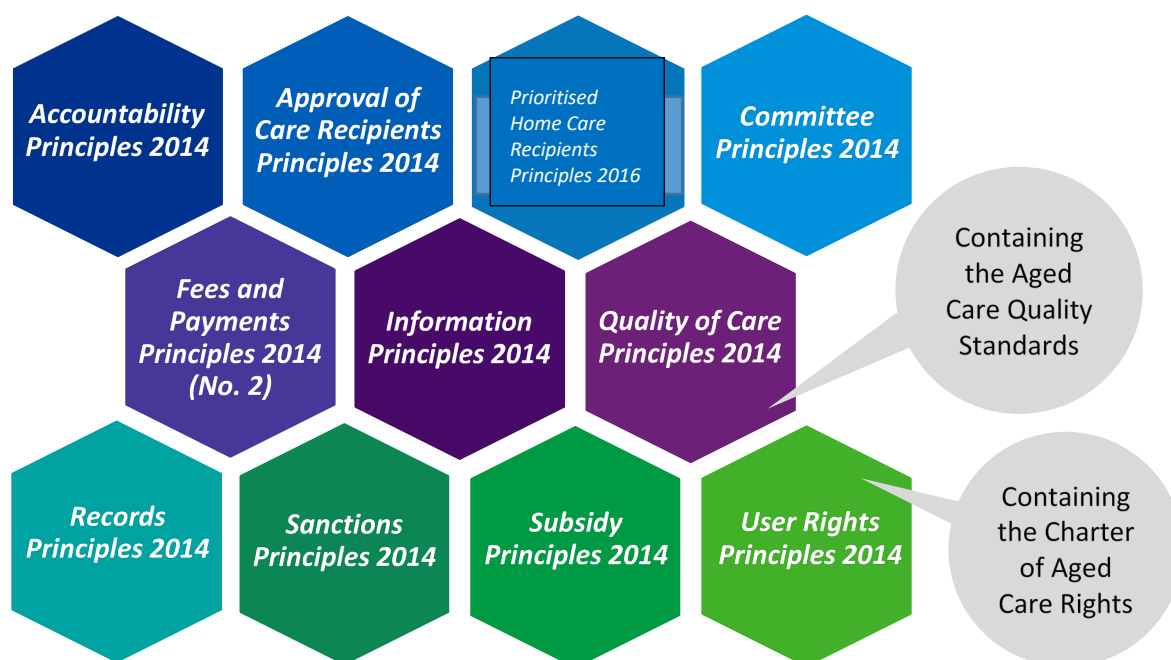 Accountability
Principles 2014
Approval of
Care Recipients
Principles 2014
Prioritised
Home Care
Recipients
Principles 2016
Committee
Principles 2014
Fees and
Payments
Principles 2014
(No. 2)
Information
Principles 2014
Quality of Care
Principles 2014
Containing
the Aged
Care Quality
Standards
Records
Principles 2014
Sanctions
Principles 2014
Subsidy
Principles 2014
User Rights
Principles 2014
Containing
the Charter
of Aged
Care Rights